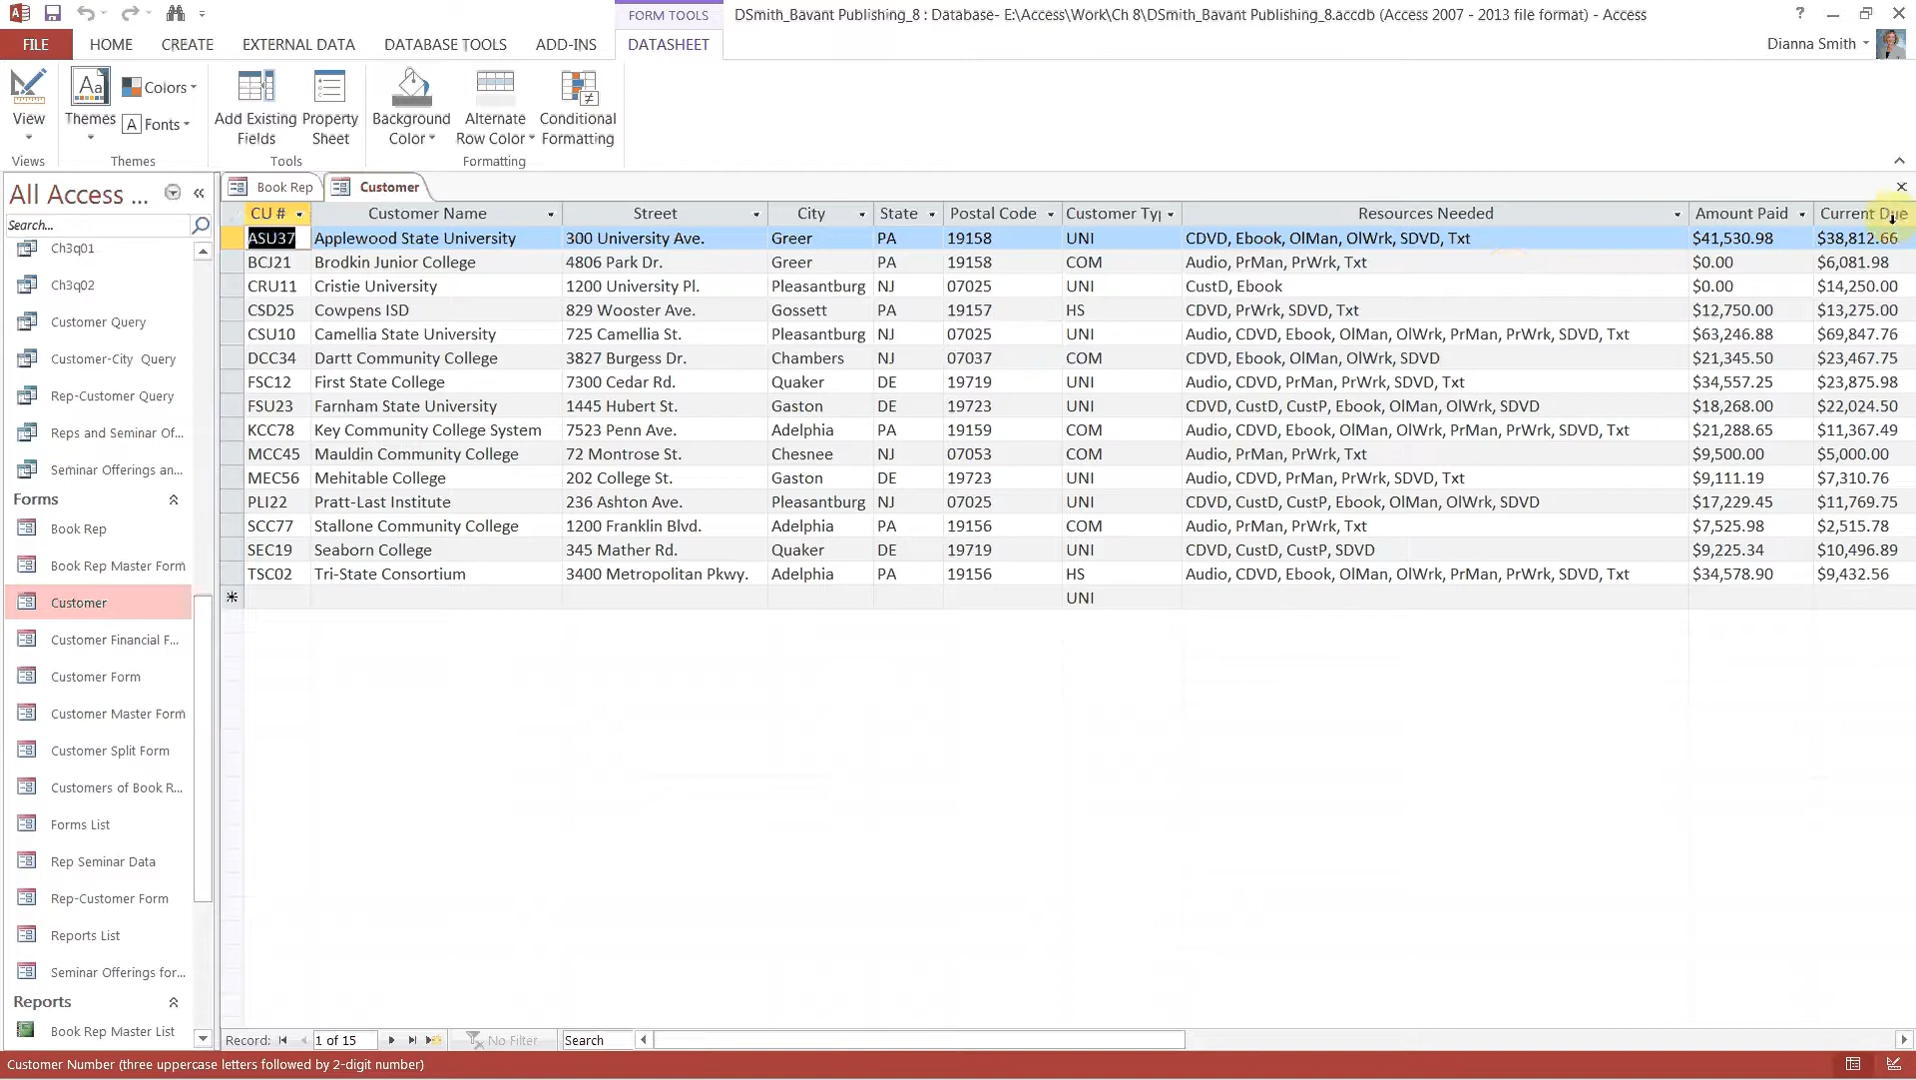 FORM TOOLS DSmith_Bavant Publishing_8 : Database- E:\Access\Work\Ch 8\DSmith_Bavant Publishing_8.accdb (Access 2007 - 2013 file format) - Access ?
FILE HOME CREATE EXTERNAL DATA DATABASE TOOLS ADD-INS DATASHEET Dianna Smith
View Themes Aa Colors A Fonts Add Existing Fields Property Sheet Background Color Alternate Row Color Conditional Formatting
Views Themes Tools Formatting
All Access ... «
Search...
Ch3q01
Ch3q02
Customer Query
Customer-City Query
Rep-Customer Query
Reps and Seminar Of...
Seminar Offerings an...
Forms
Book Rep
Book Rep Master Form
Customer
Customer Financial F...
Customer Form
Customer Master Form
Customer Split Form
Customers of Book R...
Forms List
Rep Seminar Data
Rep-Customer Form
Reports List
Seminar Offerings for...
Reports
Book Rep Master List
Book Rep Customer
CU # Customer Name Street City State Postal Code Customer Typ Resources Needed Amount Paid Current Due
ASU37 Applewood State University 300 University Ave. Greer PA 19158 UNI CDVD, Ebook, OlMan, OlWrk, SDVD, Txt $41,530.98 $38,812.66
BCJ21 Brodkin Junior College 4806 Park Dr. Greer PA 19158 COM Audio, PrMan, PrWrk, Txt $0.00 $6,081.98
CRU11 Cristie University 1200 University Pl. Pleasantburg NJ 07025 UNI CustD, Ebook $0.00 $14,250.00
CSD25 Cowpens ISD 829 Wooster Ave. Gossett PA 19157 HS CDVD, PrWrk, SDVD, Txt $12,750.00 $13,275.00
CSU10 Camellia State University 725 Camellia St. Pleasantburg NJ 07025 UNI Audio, CDVD, Ebook, OlMan, OlWrk, PrMan, PrWrk, SDVD, Txt $63,246.88 $69,847.76
DCC34 Dartt Community College 3827 Burgess Dr. Chambers NJ 07037 COM CDVD, Ebook, OlMan, OlWrk, SDVD $21,345.50 $23,467.75
FSC12 First State College 7300 Cedar Rd. Quaker DE 19719 UNI Audio, CDVD, PrMan, PrWrk, SDVD, Txt $34,557.25 $23,875.98
FSU23 Farnham State University 1445 Hubert St. Gaston DE 19723 UNI CDVD, CustD, CustP, Ebook, OlMan, OlWrk, SDVD $18,268.00 $22,024.50
KCC78 Key Community College System 7523 Penn Ave. Adelphia PA 19159 COM Audio, CDVD, Ebook, OlMan, OlWrk, PrMan, PrWrk, SDVD, Txt $21,288.65 $11,367.49
MCC45 Mauldin Community College 72 Montrose St. Chesnee NJ 07053 COM Audio, PrMan, PrWrk, Txt $9,500.00 $5,000.00
MEC56 Mehitable College 202 College St. Gaston DE 19723 UNI Audio, CDVD, PrMan, PrWrk, SDVD, Txt $9,111.19 $7,310.76
PLI22 Pratt-Last Institute 236 Ashton Ave. Pleasantburg NJ 07025 UNI CDVD, CustD, CustP, Ebook, OlMan, OlWrk, SDVD $17,229.45 $11,769.75
SCC77 Stallone Community College 1200 Franklin Blvd. Adelphia PA 19156 COM Audio, PrMan, PrWrk, Txt $7,525.98 $2,515.78
SEC19 Seaborn College 345 Mather Rd. Quaker DE 19719 UNI CDVD, CustD, CustP, SDVD $9,225.34 $10,496.89
TSC02 Tri-State Consortium 3400 Metropolitan Pkwy. Adelphia PA 19156 HS Audio, CDVD, Ebook, OlMan, OlWrk, PrMan, PrWrk, SDVD, Txt $34,578.90 $9,432.56
UNI
Record: 1 of 15 No Filter Search
Customer Number (three uppercase letters followed by 2-digit number)